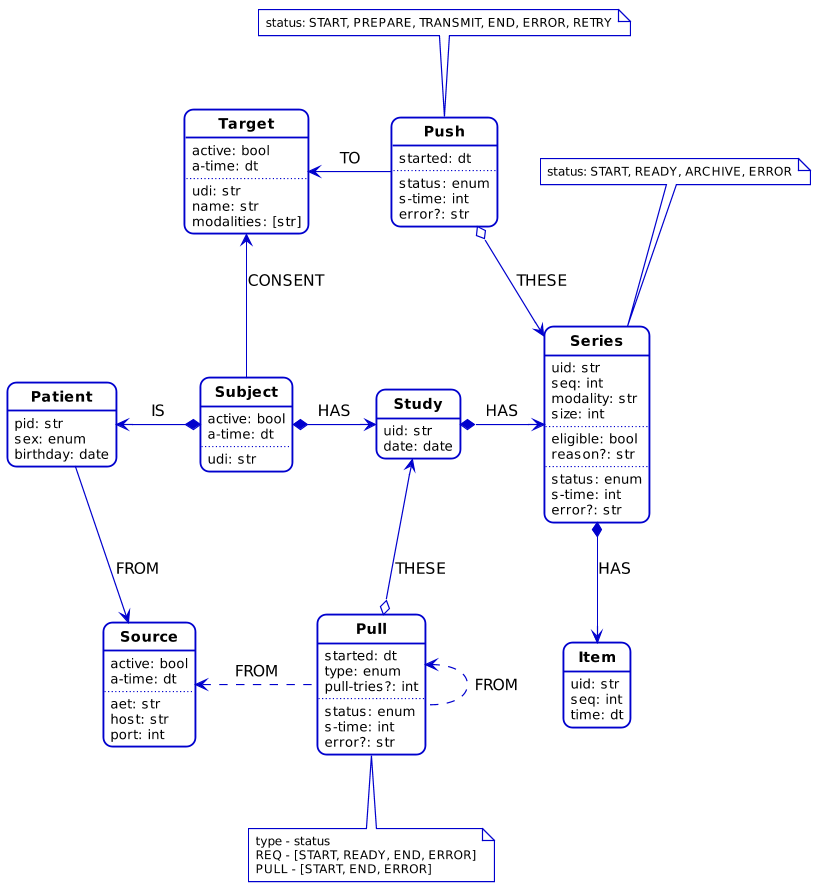 status: START, PREPARE, TRANSMIT, END, ERROR, RETRY
Target
active: bool
a-time: dt
udi: str
name: str
modalities: [str]
TO
Push
started: dt
status: enum
s-time: int
error?: str
status: START, READY, ARCHIVE, ERROR
CONSENT
THESE
Patient
pid: str
sex: enum
birthday: date
IS
Subject
active: bool
a-time: dt
udi: str
HAS
Study
uid: str
date: date
HAS
Series
uid: str
seq: int
modality: str
size: int
eligible: bool
reason?: str
status: enum
s-time: int
error?: str
FROM
THESE
HAS
Source
active: bool
a-time: dt
aet: str
host: str
port: int
FROM
Pull
started: dt
type: enum
pull-tries?: int
status: enum
s-time: int
error?: str
FROM
Item
uid: str
seq: int
time: dt
type - status
REQ - [START, READY, END, ERROR]
PULL - [START, END, ERROR]